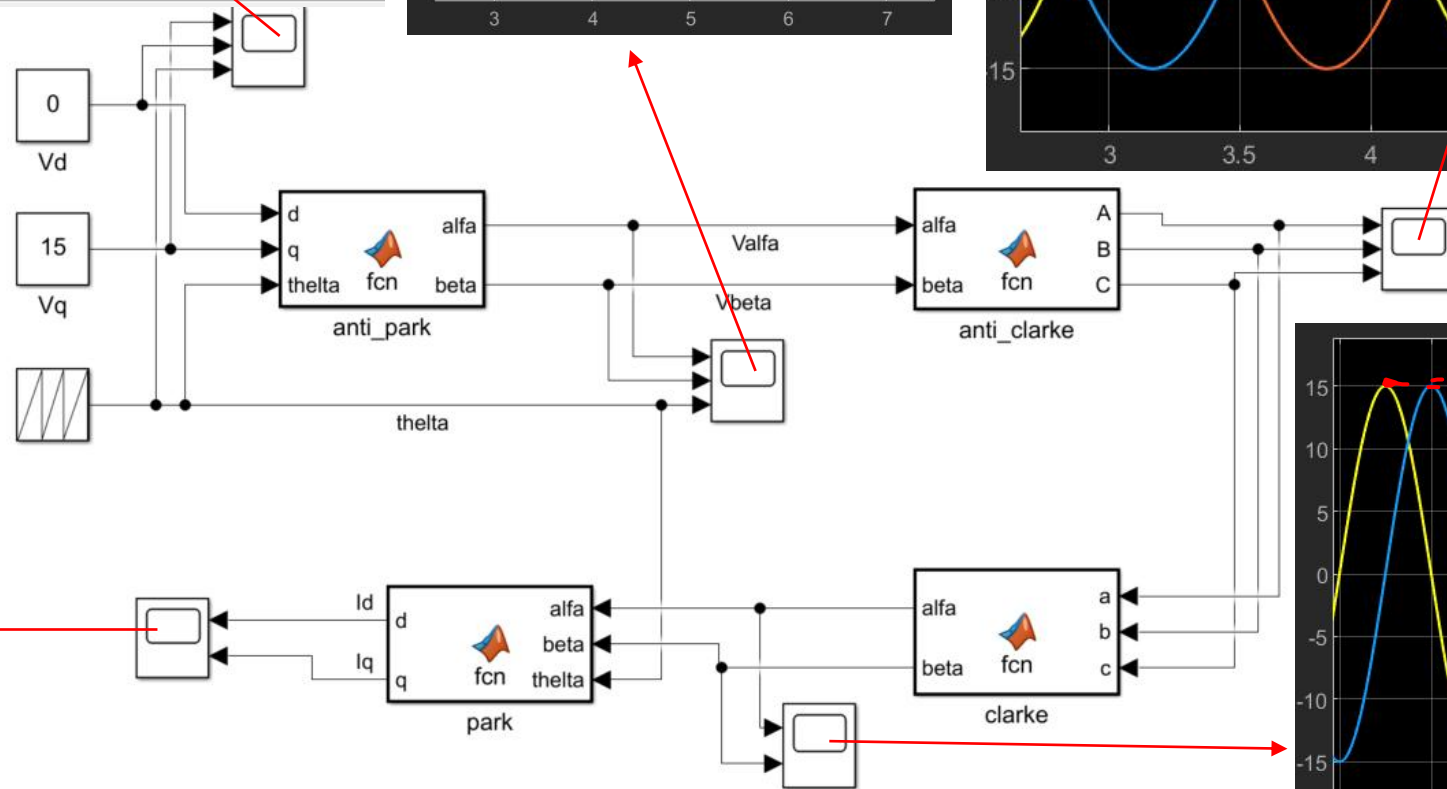 3 4 5 6 7
-15
3 3.5 4
0
Vd
15
Vq
d
q
thelta
alfa
beta
fcn
anti_park
Valfa
Vbeta
thelta
alfa
beta
A
B
C
fcn
anti_clarke
15
10
5
0
-5
-10
-15
Id
Iq
d
q
alfa
beta
thelta
fcn
park
alfa
beta
a
b
c
fcn
clarke